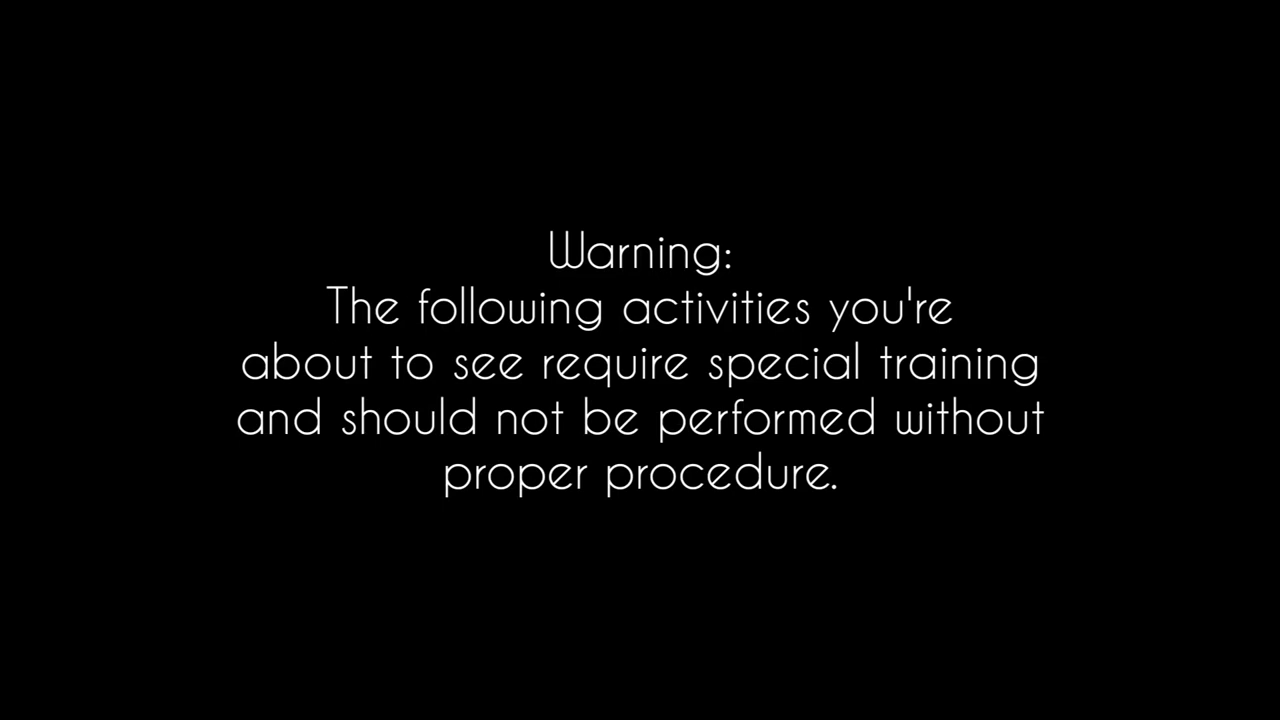 Warning:
The following activities you're
about to see require special training
and should not be performed without
proper procedure.